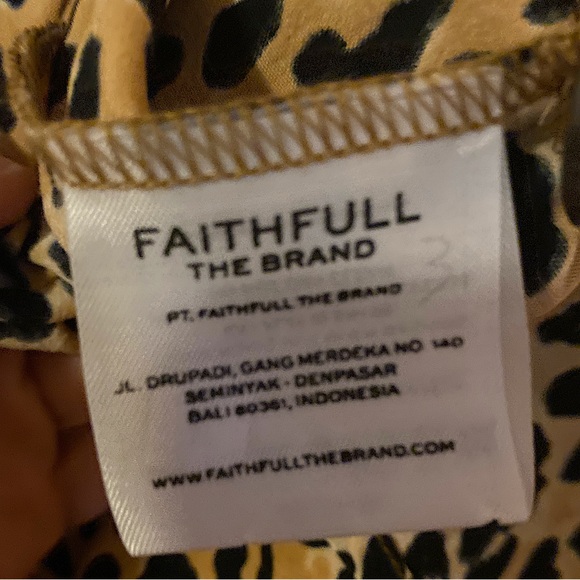 FAITHFULL
THE BRAND
PT. FAITHFULL THE BRAND
JL. DRUPADI, GANG MERDEKA NO 140
SEMINYAK - DENPASAR
BALI 80361, INDONESIA
WWW.FAITHFULLTHEBRAND.COM